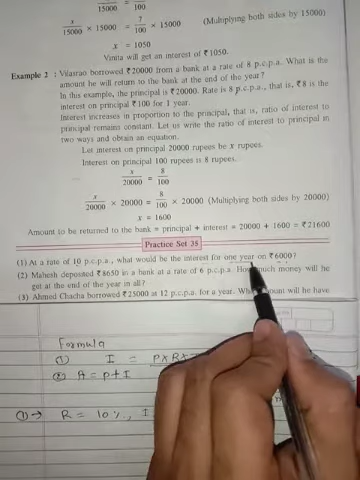 15000 100
x/15000 × 15000 = 7/100 × 15000 (Multiplying both sides by 15000)
x = 1050
Vinita will get an interest of ₹1050.
Example 2 : Vilasrao borrowed ₹20000 from a bank at a rate of 8 p.c.p.a. What is the
amount he will return to the bank at the end of the year ?
In this example, the principal is ₹20000. Rate is 8 p.c.p.a., that is, ₹8 is the
interest on principal ₹100 for 1 year.
Interest increases in proportion to the principal, that is, ratio of interest to
principal remains constant. Let us write the ratio of interest to principal in
two ways and obtain an equation.
Let interest on principal 20000 rupees be x rupees.
Interest on principal 100 rupees is 8 rupees.
x/20000 = 8/100
x/20000 × 20000 = 8/100 × 20000 (Multiplying both sides by 20000)
x = 1600
Amount to be returned to the bank = principal + interest = 20000 + 1600 = ₹21600
Practice Set 38
(1) At a rate of 10 p.c.p.a., what would be the interest for one year on ₹6000?
(2) Mahesh deposited ₹8650 in a bank at a rate of 6 p.c.p.a. How much money will he
get at the end of the year in all ?
(3) Ahmed Chacha borrowed ₹25000 at 12 p.c.p.a. for a year. What amount will he have
Formula
① I = P×R×
② A = P+I
①→ R = 10%, I